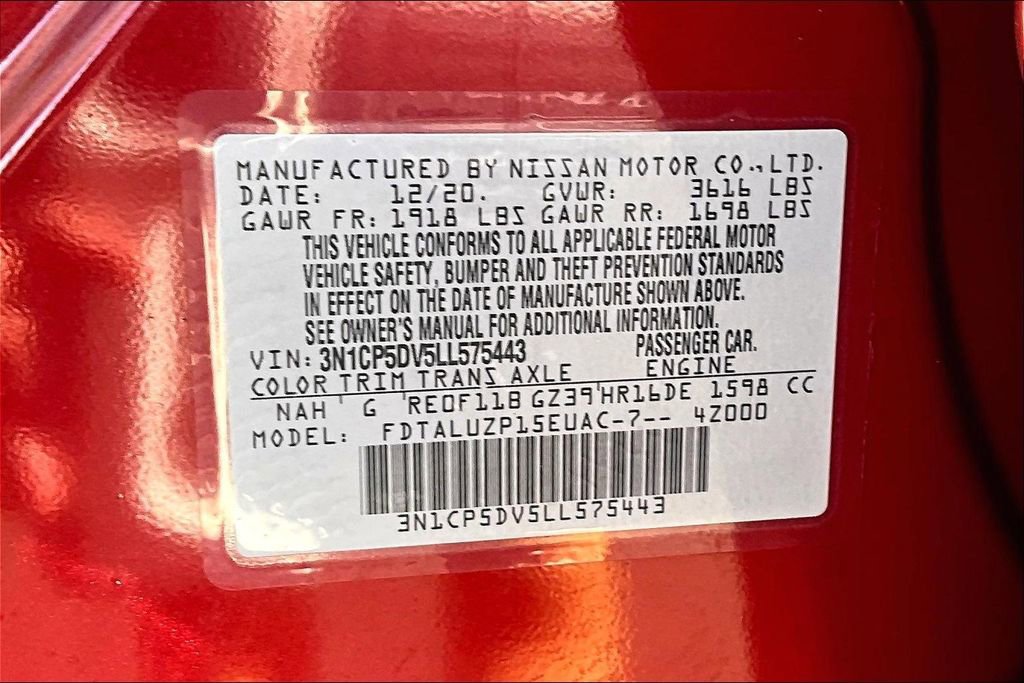 MANUFACTURED BY NISSAN MOTOR CO.,LTD.
DATE: 12/20. GVWR: 3616 LBS
GAWR FR: 1918 LBS GAWR RR: 1698 LBS
THIS VEHICLE CONFORMS TO ALL APPLICABLE FEDERAL MOTOR
VEHICLE SAFETY, BUMPER AND THEFT PREVENTION STANDARDS
IN EFFECT ON THE DATE OF MANUFACTURE SHOWN ABOVE.
SEE OWNER'S MANUAL FOR ADDITIONAL INFORMATION.
VIN: 3N1CP5DV5LL575443 PASSENGER CAR.
COLOR TRIM TRANS AXLE ENGINE
NAH ' G 'RE0F11B GZ39'HR16DE 1598 CC
MODEL: FDTALUZP15EUAC-7-- 4Z000
3N1CP5DV5LL575443